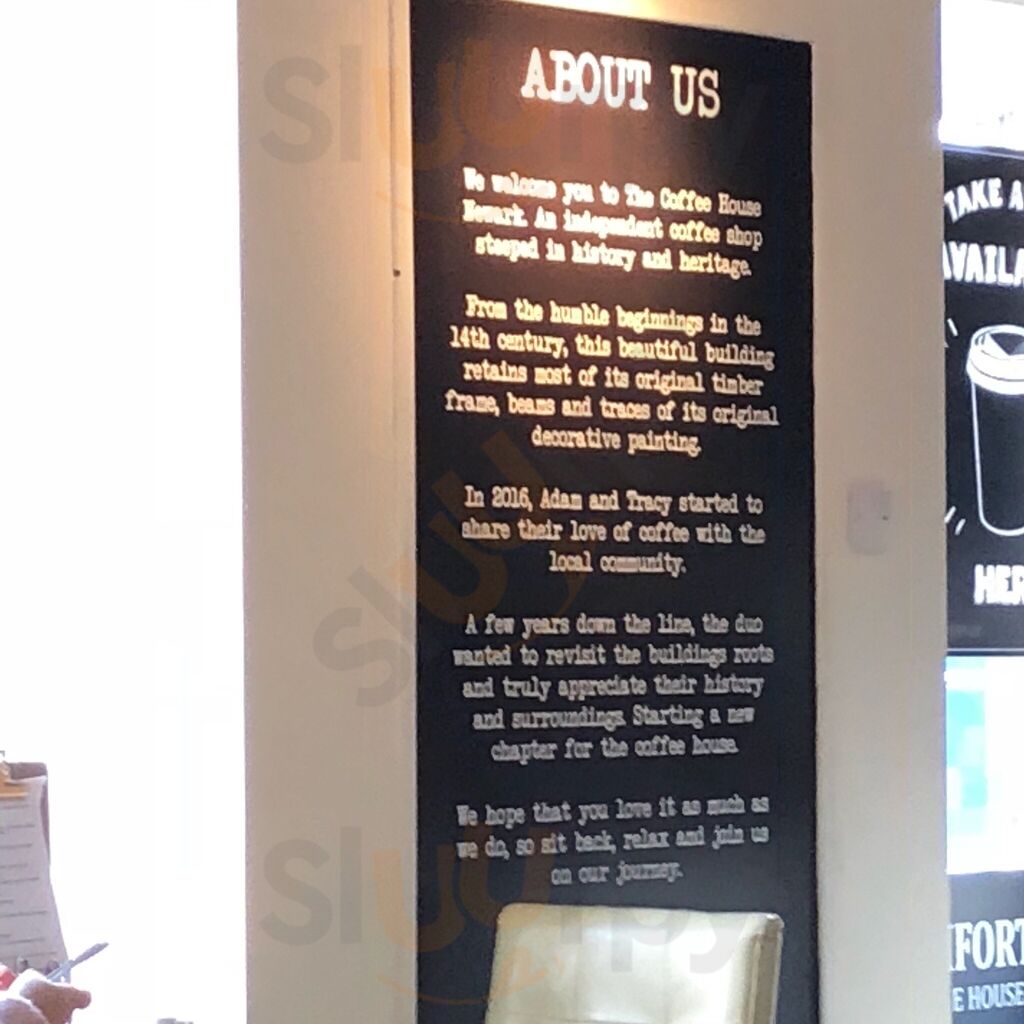 ABOUT US
We welcome you to The Coffee House
Newark. An independent coffee shop
steeped in history and heritage.
From the humble beginnings in the
14th century, this beautiful building
retains most of its original timber
frame, beams and traces of its original
decorative painting.
In 2016, Adam and Tracy started to
share their love of coffee with the
local community.
A few years down the line, the duo
wanted to revisit the buildings roots
and truly appreciate their history
and surroundings. Starting a new
chapter for the coffee house.
We hope that you love it as much as
we do, so sit back, relax and join us
on our journey.
TAKE A
AVAILA
HER
FORT
E HOUSE
sluurpy
sluurpy
sluurpy